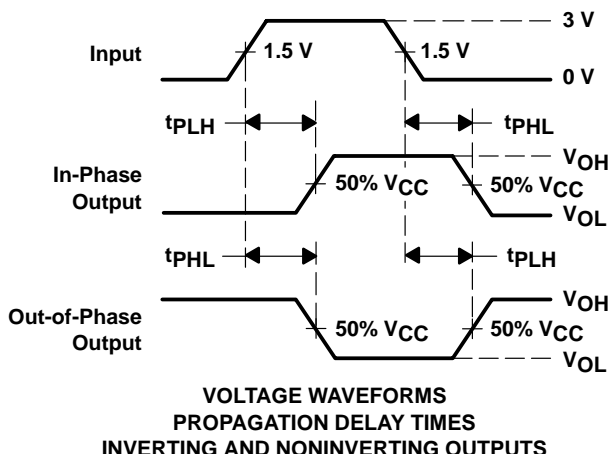 3 V
Input
1.5 V
1.5 V
0 V
tPLH
tPHL
In-Phase
Output
VOH
50% VCC
50% VCC
VOL
tPHL
tPLH
Out-of-Phase
Output
VOH
50% VCC
50% VCC
VOL
VOLTAGE WAVEFORMS
PROPAGATION DELAY TIMES
INVERTING AND NONINVERTING OUTPUTS